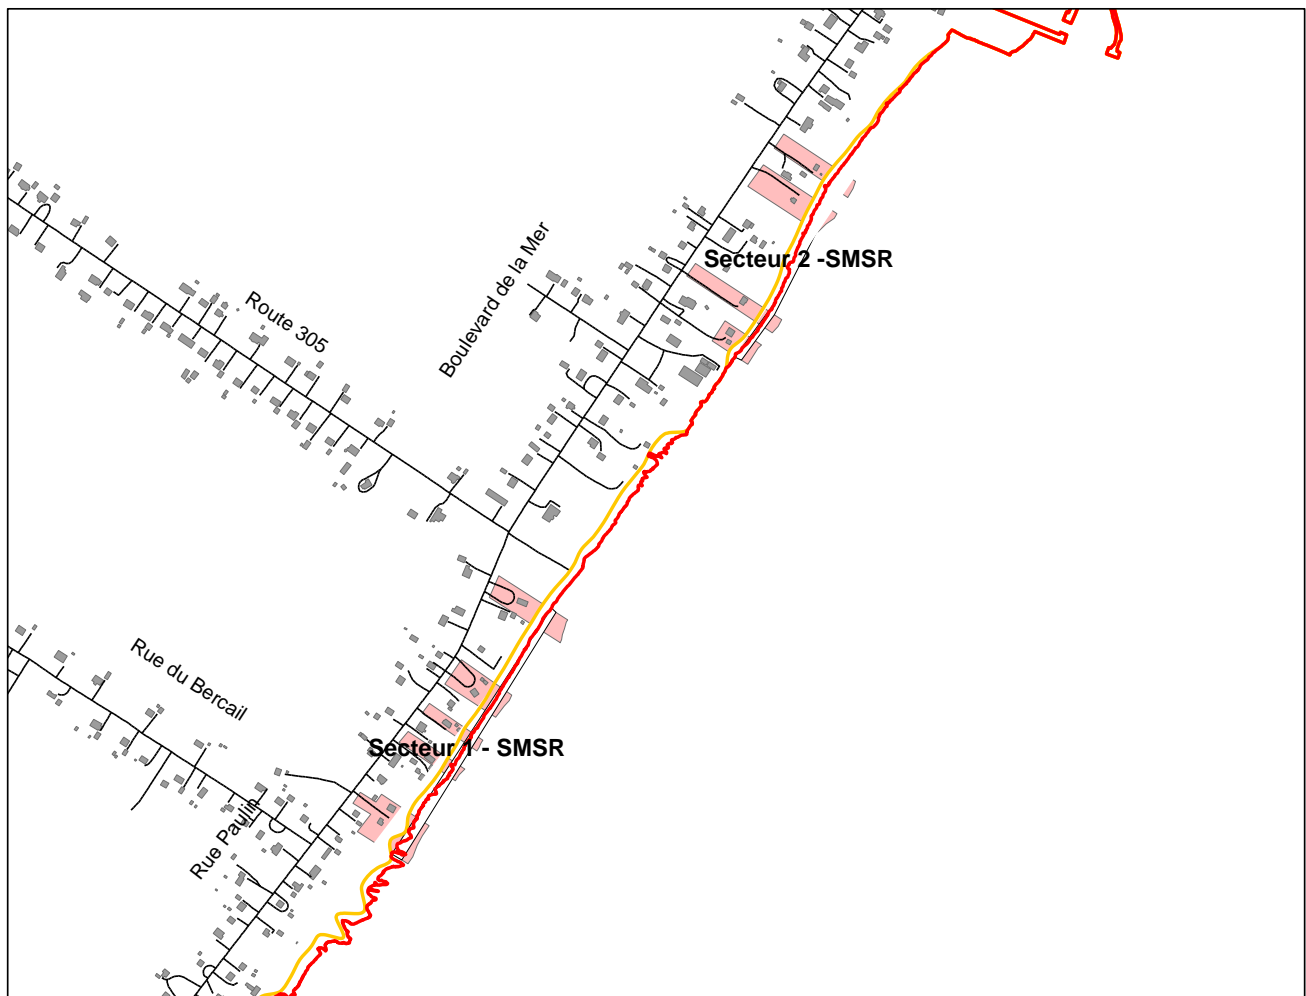 Boulevard de la Mer
Secteur 2 -SMSR
Route 305
Rue du Bercail
Secteur 1 - SMSR
Rue Paulin